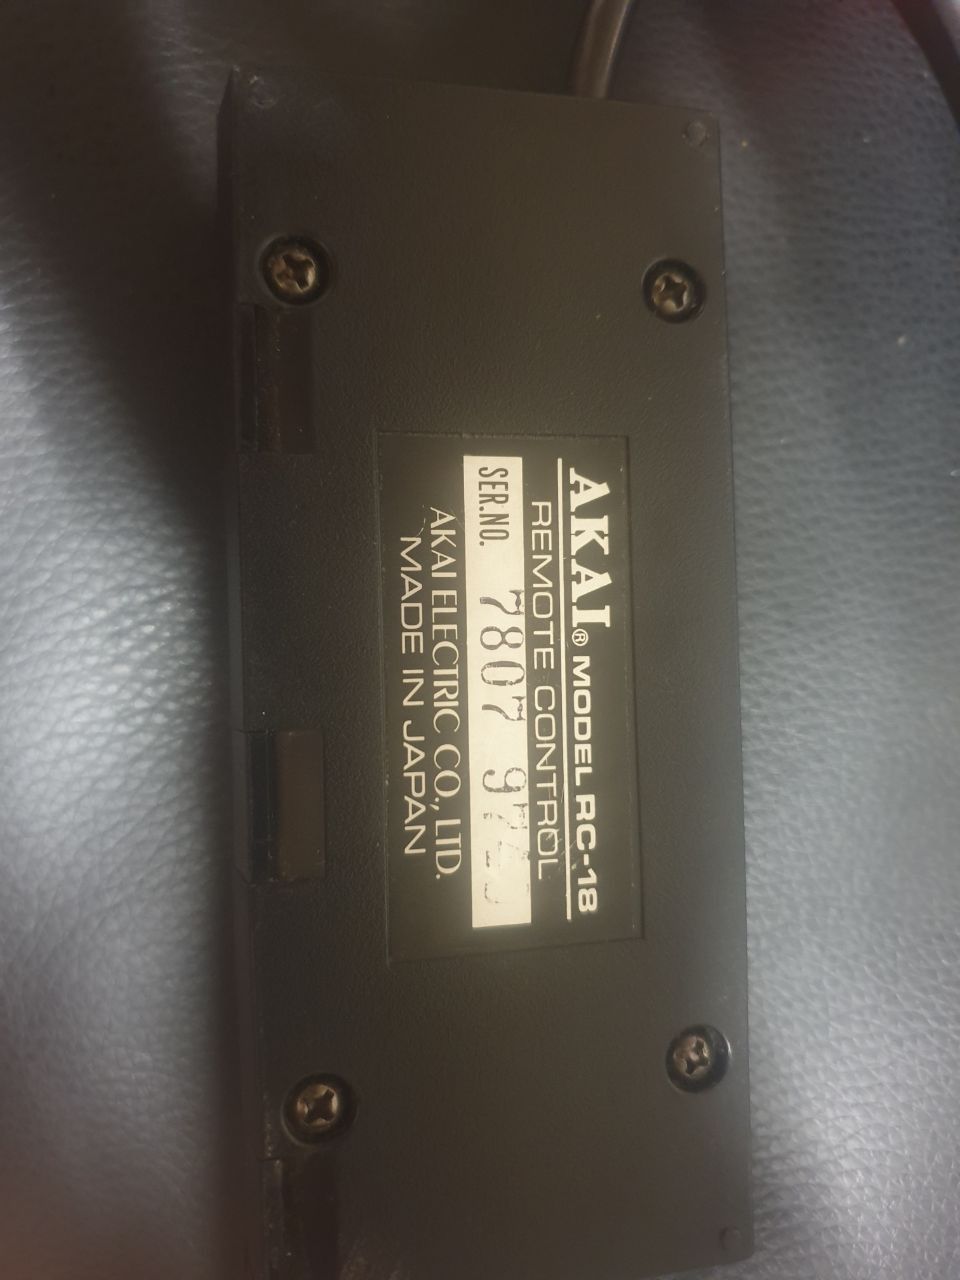 AKAI® MODEL RC-18
REMOTE CONTROL
SER.NO. 7807
AKAI ELECTRIC CO., LTD.
MADE IN JAPAN